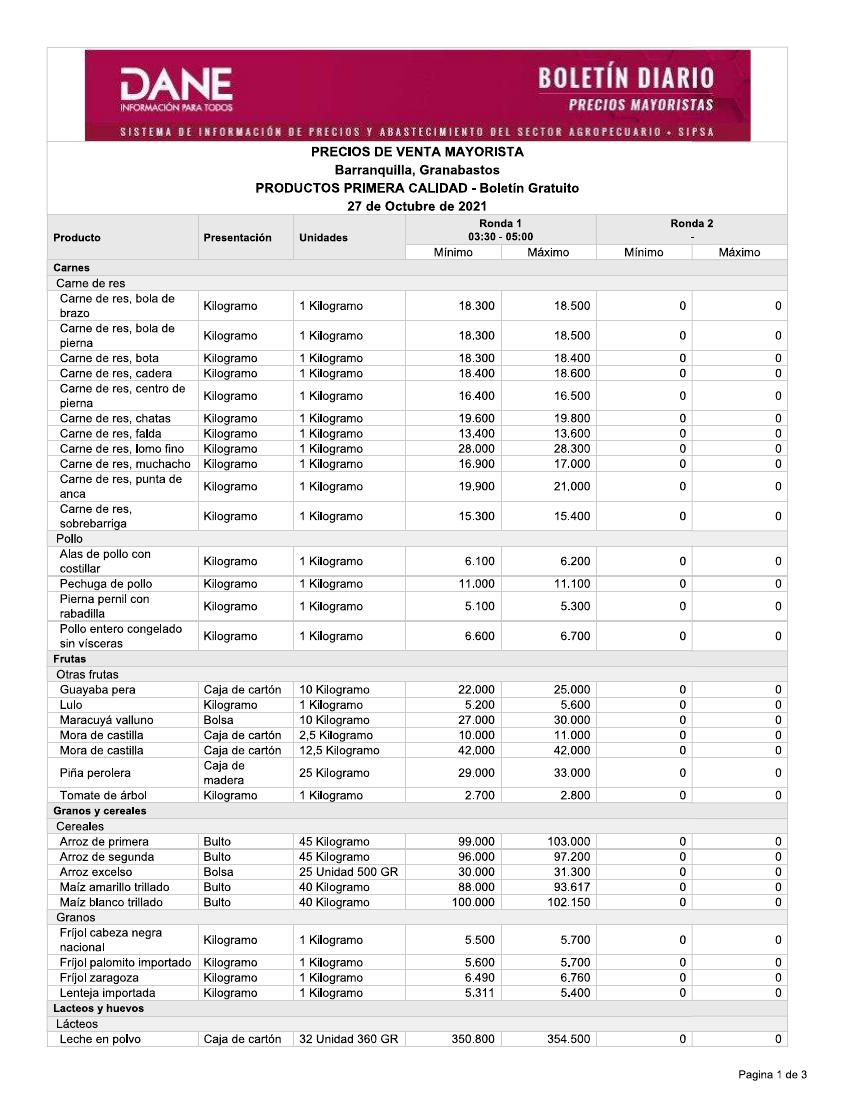 DANE
INFORMACIÓN PARA TODOS
BOLETÍN DIARIO
PRECIOS MAYORISTAS
SISTEMA DE INFORMACIÓN DE PRECIOS Y ABASTECIMIENTO DEL SECTOR AGROPECUARIO • SIPSA
PRECIOS DE VENTA MAYORISTA
Barranquilla, Granabastos
PRODUCTOS PRIMERA CALIDAD - Boletín Gratuito
27 de Octubre de 2021
Producto Presentación Unidades Ronda 1 Ronda 2
03:30 - 05:00 -
Mínimo Máximo Mínimo Máximo
Carnes
Carne de res
Carne de res, bola de
brazo Kilogramo 1 Kilogramo 18.300 18.500 0 0
Carne de res, bola de
pierna Kilogramo 1 Kilogramo 18.300 18.500 0 0
Carne de res, bota Kilogramo 1 Kilogramo 18.300 18.400 0 0
Carne de res, cadera Kilogramo 1 Kilogramo 18.400 18.600 0 0
Carne de res, centro de
pierna Kilogramo 1 Kilogramo 16.400 16.500 0 0
Carne de res, chatas Kilogramo 1 Kilogramo 19.600 19.800 0 0
Carne de res, falda Kilogramo 1 Kilogramo 13.400 13.600 0 0
Carne de res, lomo fino Kilogramo 1 Kilogramo 28.000 28.300 0 0
Carne de res, muchacho Kilogramo 1 Kilogramo 16.900 17.000 0 0
Carne de res, punta de
anca Kilogramo 1 Kilogramo 19.900 21.000 0 0
Carne de res,
sobrebarriga Kilogramo 1 Kilogramo 15.300 15.400 0 0
Pollo
Alas de pollo con
costillar Kilogramo 1 Kilogramo 6.100 6.200 0 0
Pechuga de pollo Kilogramo 1 Kilogramo 11.000 11.100 0 0
Pierna pernil con
rabadilla Kilogramo 1 Kilogramo 5.100 5.300 0 0
Pollo entero congelado
sin vísceras Kilogramo 1 Kilogramo 6.600 6.700 0 0
Frutas
Otras frutas
Guayaba pera Caja de cartón 10 Kilogramo 22.000 25.000 0 0
Lulo Kilogramo 1 Kilogramo 5.200 5.600 0 0
Maracuyá valluno Bolsa 10 Kilogramo 27.000 30.000 0 0
Mora de castilla Caja de cartón 2,5 Kilogramo 10.000 11.000 0 0
Mora de castilla Caja de cartón 12,5 Kilogramo 42.000 42.000 0 0
Piña perolera Caja de
madera 25 Kilogramo 29.000 33.000 0 0
Tomate de árbol Kilogramo 1 Kilogramo 2.700 2.800 0 0
Granos y cereales
Cereales
Arroz de primera Bulto 45 Kilogramo 99.000 103.000 0 0
Arroz de segunda Bulto 45 Kilogramo 96.000 97.200 0 0
Arroz excelso Bolsa 25 Unidad 500 GR 30.000 31.300 0 0
Maíz amarillo trillado Bulto 40 Kilogramo 88.000 93.617 0 0
Maíz blanco trillado Bulto 40 Kilogramo 100.000 102.150 0 0
Granos
Fríjol cabeza negra
nacional Kilogramo 1 Kilogramo 5.500 5.700 0 0
Fríjol palomito importado Kilogramo 1 Kilogramo 5.600 5.700 0 0
Fríjol zaragoza Kilogramo 1 Kilogramo 6.490 6.760 0 0
Lenteja importada Kilogramo 1 Kilogramo 5.311 5.400 0 0
Lacteos y huevos
Lácteos
Leche en polvo Caja de cartón 32 Unidad 360 GR 350.800 354.500 0 0
Pagina 1 de 3